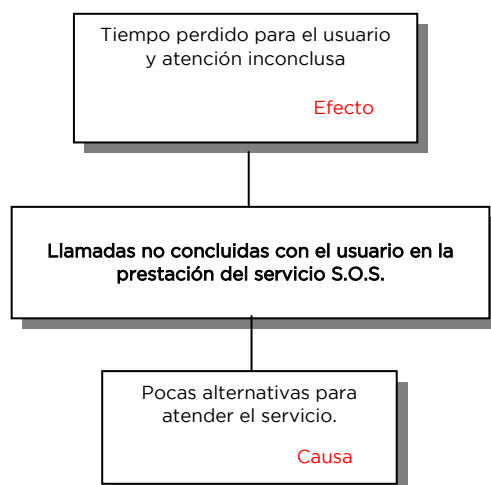 Tiempo perdido para el usuario
y atención inconclusa
Efecto
Llamadas no concluidas con el usuario en la
prestación del servicio S.O.S.
Pocas alternativas para
atender el servicio.
Causa